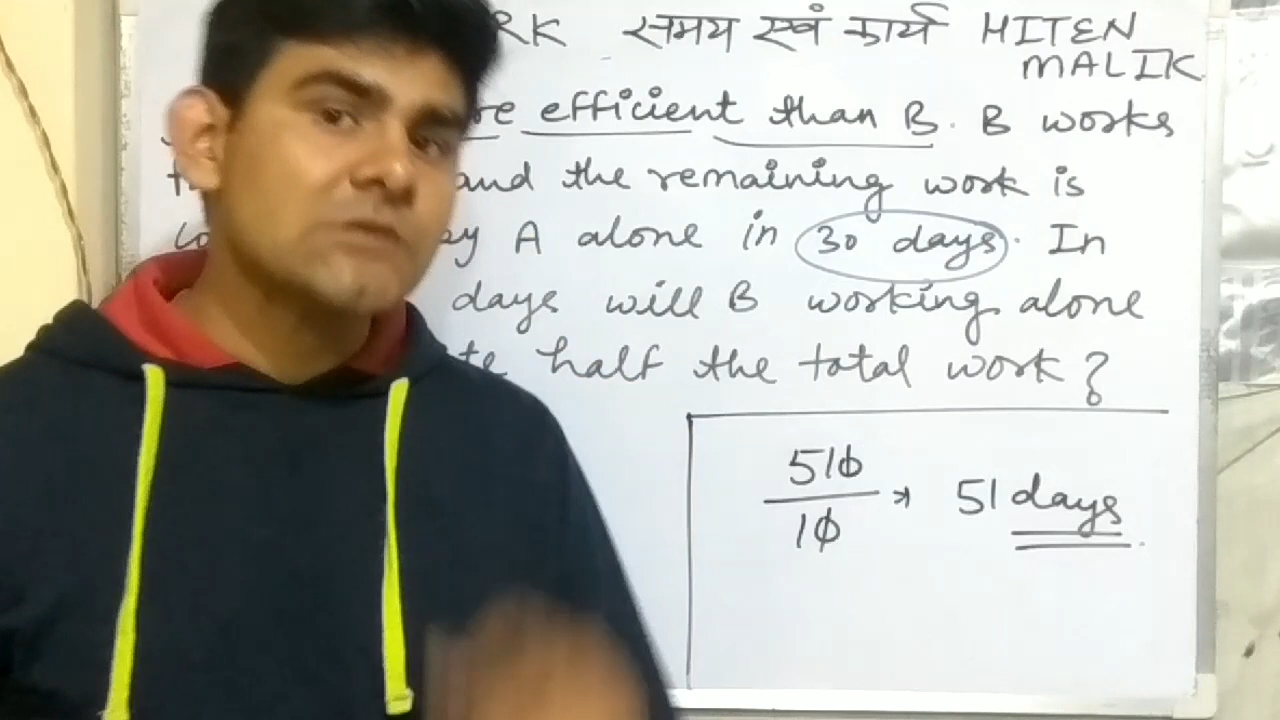 RK समय एवं कार्य HITEN
MALIK
re efficient than B. B works
and the remaining work is
by A alone in 30 days. In
days will B working alone
te half the total work?
510
10
51 days